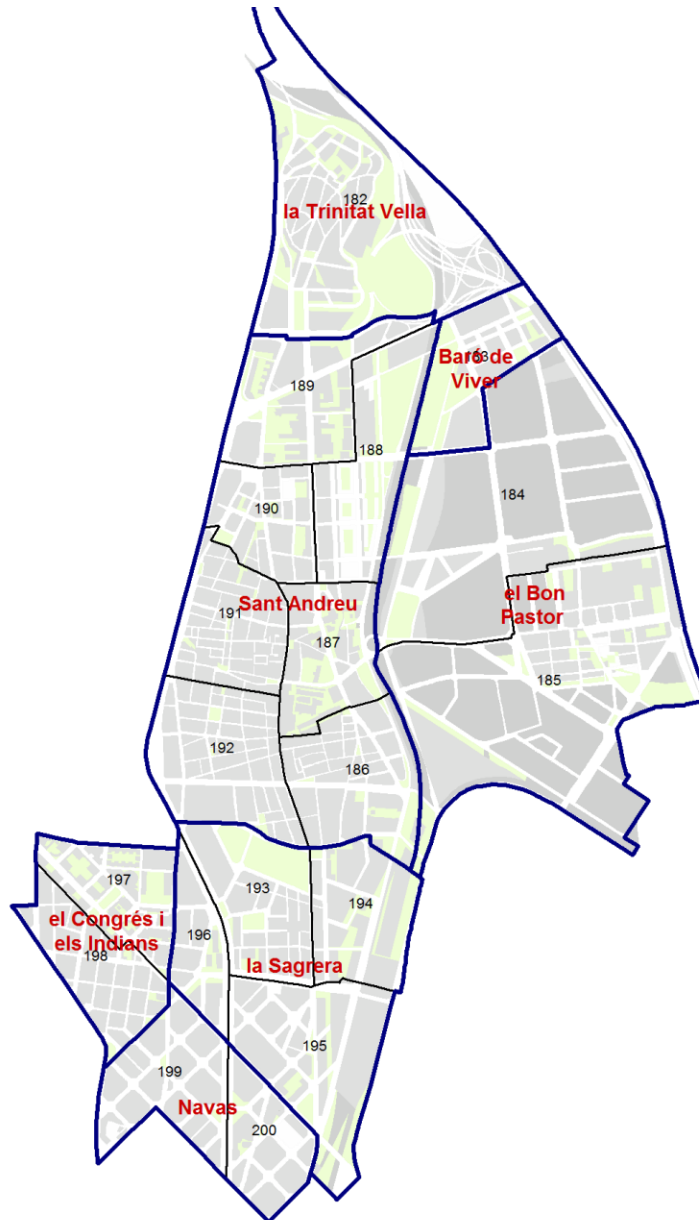 182
la Trinitat Vella
183
Baró de
Viver
189
188
184
190
el Bon
Pastor
Sant Andreu
191
187
185
192
186
197
193
194
el Congrés i
els Indians
196
198
la Sagrera
195
199
Navas
200